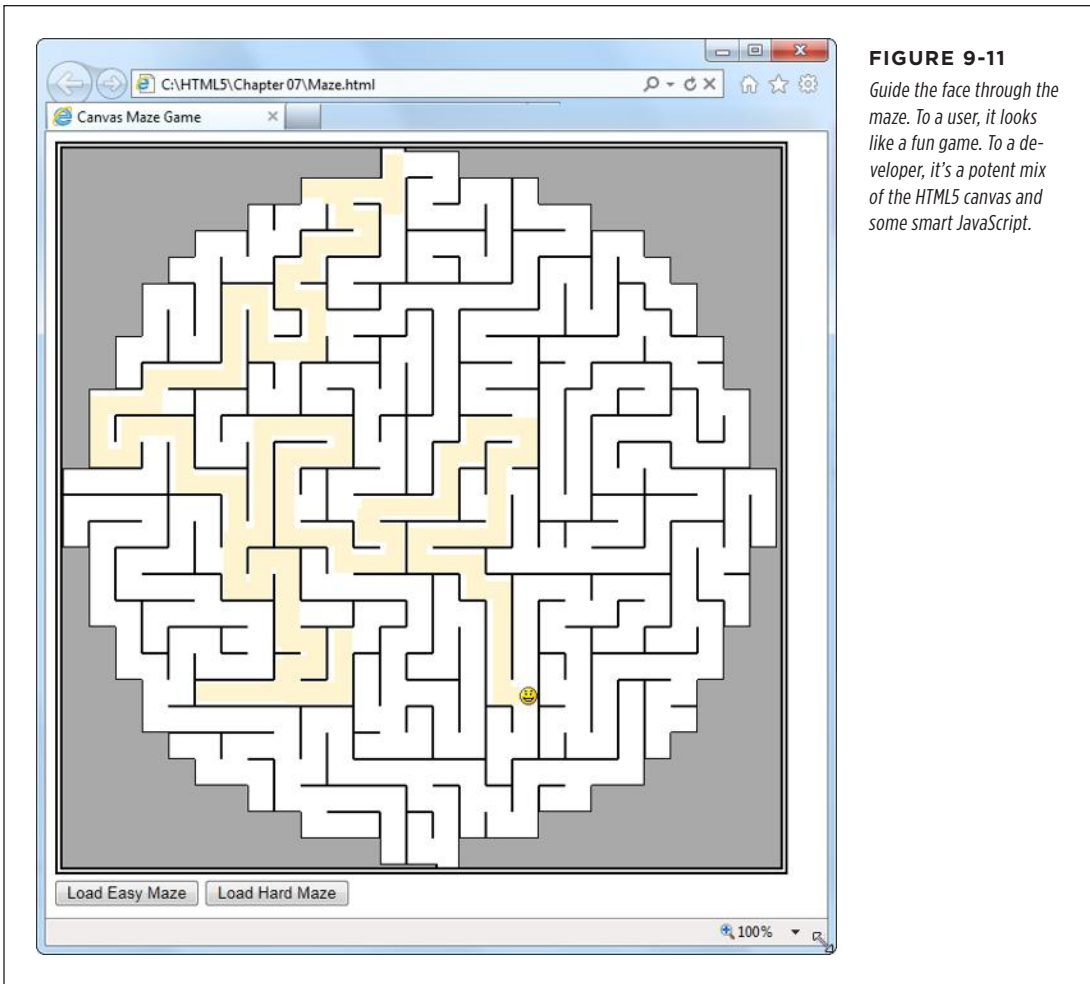 C:\HTML5\Chapter 07\Maze.html
Canvas Maze Game
Load Easy Maze
Load Hard Maze
100%
FIGURE 9-11
Guide the face through the
maze. To a user, it looks
like a fun game. To a de-
veloper, it's a potent mix
of the HTML5 canvas and
some smart JavaScript.